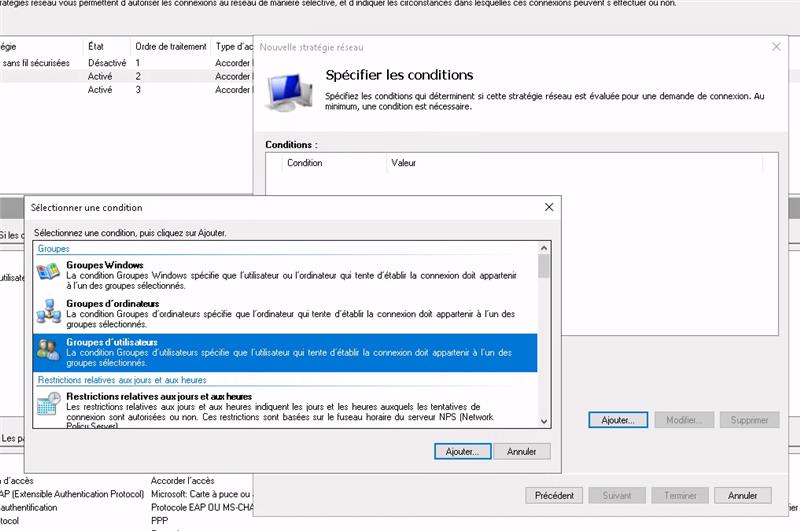 ratégies réseau vous permettent d'autoriser les connexions au réseau de manière sélective, et d'indiquer les circonstances dans lesquelles ces connexions peuvent s'effectuer ou non.
égie État Ordre de traitement Type d'ac
sans fil sécurisées Désactivé 1 Accorder l
Activé 2 Accorder l
Activé 3 Accorder l
Nouvelle stratégie réseau
Spécifier les conditions
Spécifiez les conditions qui déterminent si cette stratégie réseau est évaluée pour une demande de connexion. Au
minimum, une condition est nécessaire.
Conditions :
Condition Valeur
Si les c
utilisate
Les pa
Sélectionner une condition
Sélectionnez une condition, puis cliquez sur Ajouter.
Groupes
Groupes Windows
La condition Groupes Windows spécifie que l'utilisateur ou l'ordinateur qui tente d'établir la connexion doit appartenir
à l'un des groupes sélectionnés.
Groupes d'ordinateurs
La condition Groupes d'ordinateurs spécifie que l'ordinateur qui tente d'établir la connexion doit appartenir à l'un des
groupes sélectionnés.
Groupes d'utilisateurs
La condition Groupes d'utilisateurs spécifie que l'utilisateur qui tente d'établir la connexion doit appartenir à l'un des
groupes sélectionnés.
Restrictions relatives aux jours et aux heures
Restrictions relatives aux jours et aux heures
Les restrictions relatives aux jours et aux heures indiquent les jours et les heures auxquels les tentatives de
connexion sont autorisées ou non. Ces restrictions sont basées sur le fuseau horaire du serveur NPS (Network
Policy Server).
Ajouter... Annuler
Ajouter... Modifier... Supprimer
Précédent Suivant Terminer Annuler
d'accès Accorder l'accès
AP (Extensible Authentication Protocol) Microsoft: Carte à puce ou
authentification Protocole EAP OU MS-CHA
tocol PPP